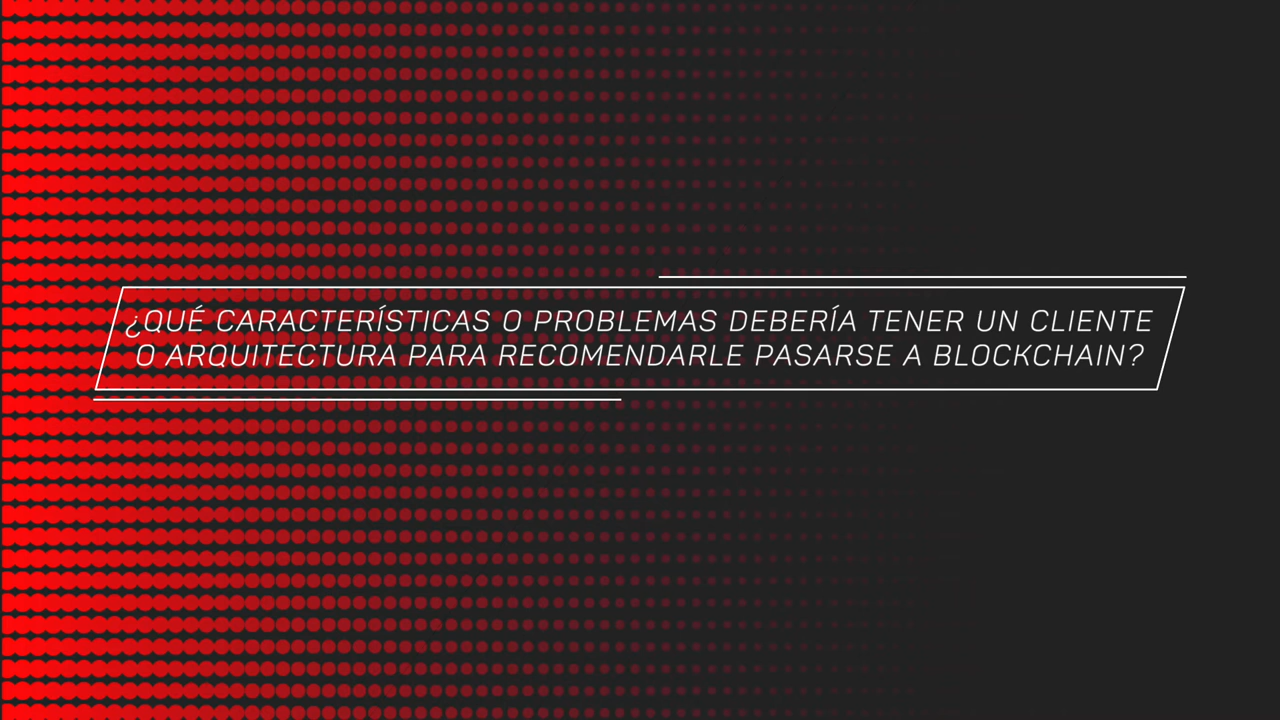 ¿QUÉ CARACTERÍSTICAS O PROBLEMAS DEBERÍA TENER UN CLIENTE
O ARQUITECTURA PARA RECOMENDARLE PASARSE A BLOCKCHAIN?